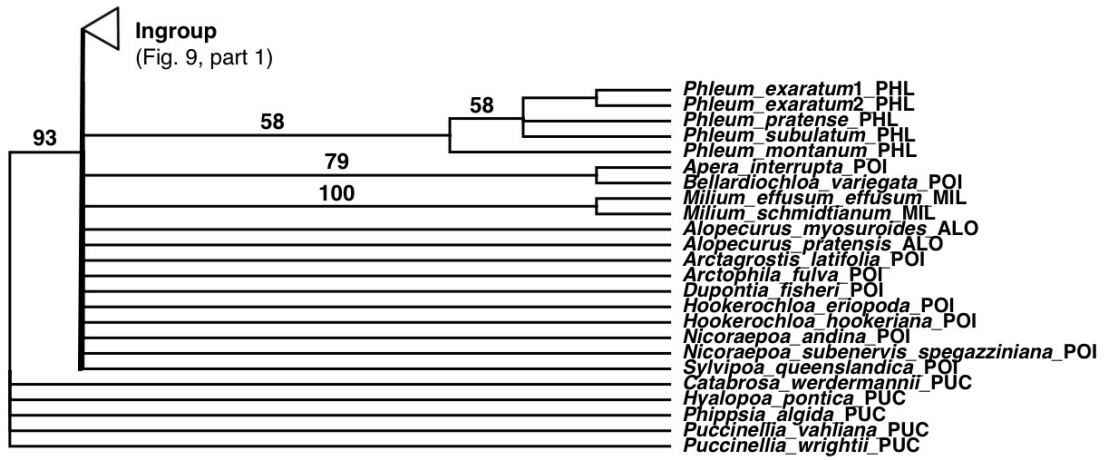 Ingroup
(Fig. 9, part 1)
Phleum_exaratum1_PHL
58
Phleum_exaratum2_PHL
58
Phleum_pratense_PHL
93
Phleum_subulatum_PHL
Phleum_montanum_PHL
79
Apera_interrupta_POI
Bellardiochloa_variegata_POI
100
Milium_effusum_effusum_MIL
Milium_schmidtianum_MIL
Alopecurus_myosuroides_ALO
Alopecurus_pratensis_ALO
Arctagrostis_latifolia_POI
Arctophila_fulva_POI
Dupontia_fisheri_POI
Hookerochloa_eriopoda_POI
Hookerochloa_hookeriana_POI
Nicoraepoa_andina_POI
Nicoraepoa_subenervis_spegazziniana_POI
Sylvipoa_queenslandica_POI
Catabrosa_werdermannii_PUC
Hyalopoa_pontica_PUC
Phippsia_algida_PUC
Puccinellia_vahliana_PUC
Puccinellia_wrightii_PUC